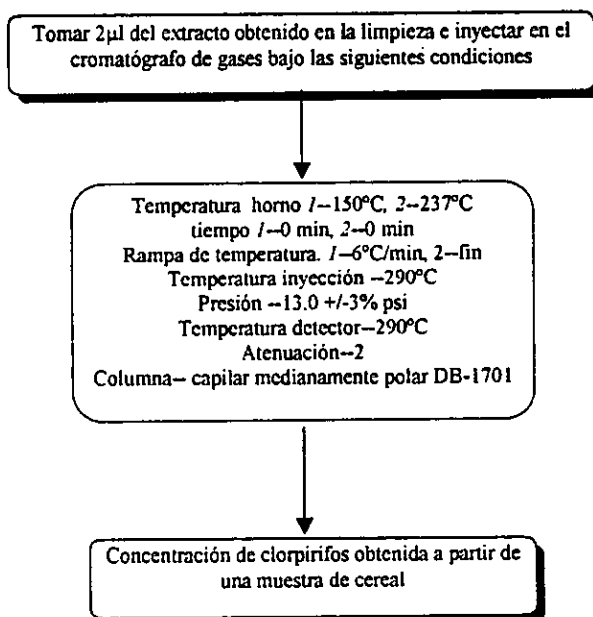 Tomar 2µl del extracto obtenido en la limpieza e inyectar en el
cromatógrafo de gases bajo las siguientes condiciones
Temperatura horno 1--150°C, 2--237°C
tiempo 1--0 min, 2--0 min
Rampa de temperatura. 1--6°C/min, 2--fin
Temperatura inyección --290°C
Presión --13.0 +/-3% psi
Temperatura detector--290°C
Atenuación--2
Columna-- capilar medianamente polar DB-1701
Concentración de clorpirifos obtenida a partir de
una muestra de cereal